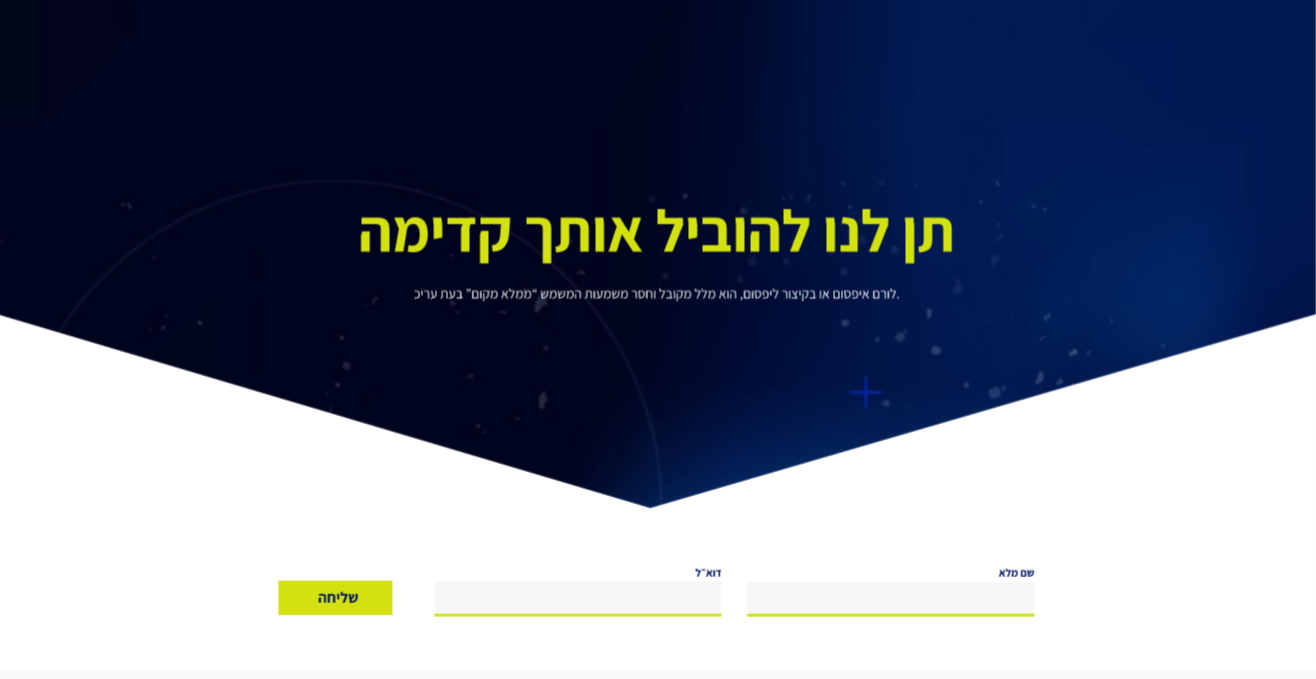 תן לנו להוביל אותך קדימה
לורם איפסום או בקיצור ליפסום, הוא מלל מקובל וחסר משמעות המשמש "ממלא מקום" בעת עריכ.
שם מלא
דוא״ל
שליחה